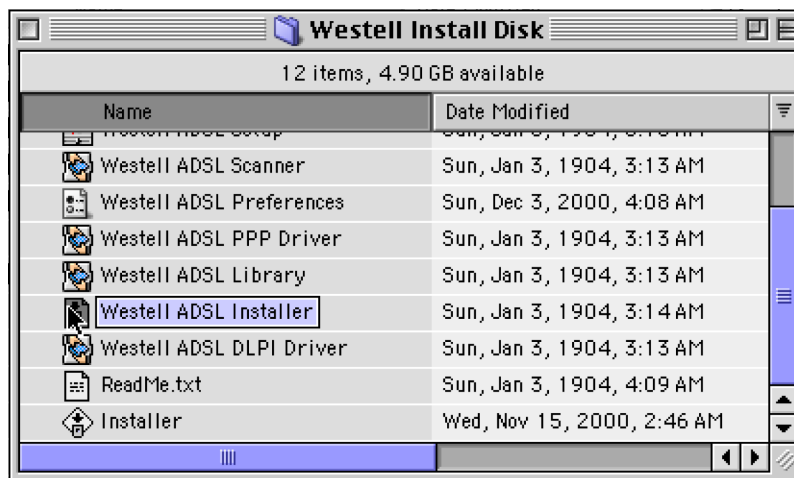 Westell Install Disk
12 items, 4.90 GB available
Name Date Modified
Westell ADSL Scanner Sun, Jan 3, 1904, 3:13 AM
Westell ADSL Preferences Sun, Dec 3, 2000, 4:08 AM
Westell ADSL PPP Driver Sun, Jan 3, 1904, 3:13 AM
Westell ADSL Library Sun, Jan 3, 1904, 3:13 AM
Westell ADSL Installer Sun, Jan 3, 1904, 3:14 AM
Westell ADSL DLPI Driver Sun, Jan 3, 1904, 3:13 AM
ReadMe.txt Sun, Jan 3, 1904, 4:09 AM
Installer Wed, Nov 15, 2000, 2:46 AM